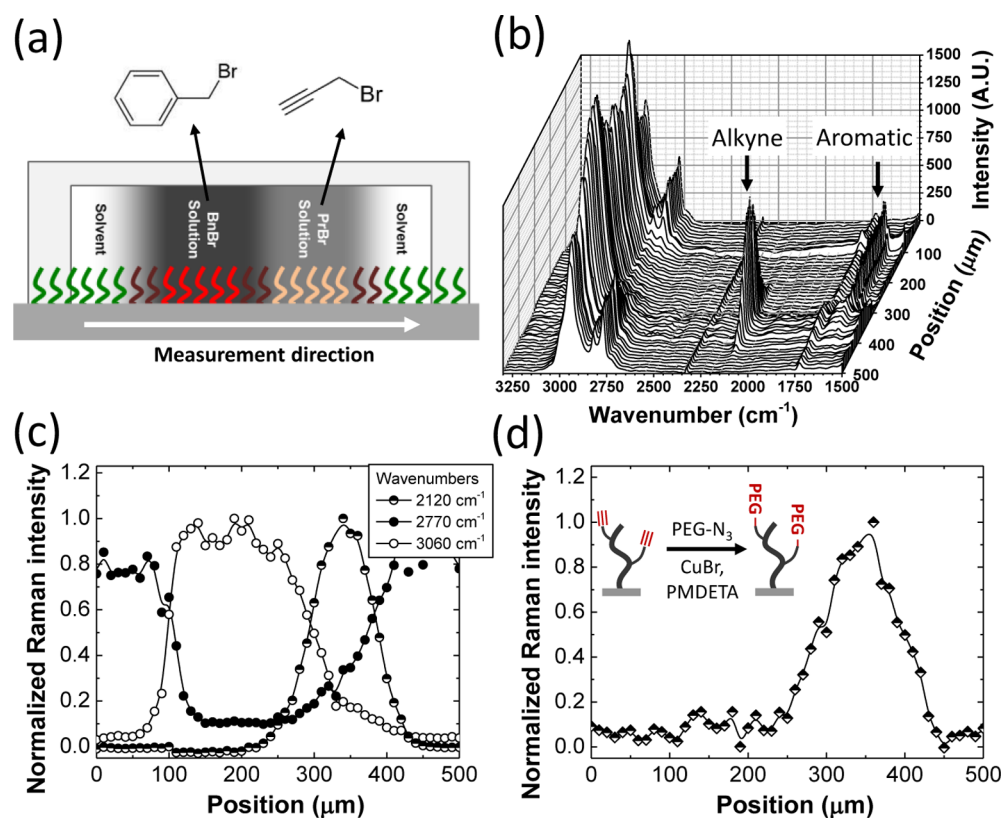 (a)
Br
Br
Solvent
BnBr
Solution
PrBr
Solution
Solvent
Measurement direction
(b)
Alkyne
Aromatic
1500
1250
1000
750
500
250
0
Intensity (A.U.)
0
100
200
300
400
500
Position (μm)
3250
3000
2750
2500
2250
2000
1750
1500
Wavenumber (cm-1)
(c)
Normalized Raman intensity
1.2
1.0
0.8
0.6
0.4
0.2
0.0
Wavenumbers
2120 cm-1
2770 cm-1
3060 cm-1
0 100 200 300 400 500
Position (μm)
(d)
Normalized Raman intensity
1.2
1.0
0.8
0.6
0.4
0.2
0.0
PEG-N3
CuBr,
PMDETA
PEG
PEG
0 100 200 300 400 500
Position (μm)